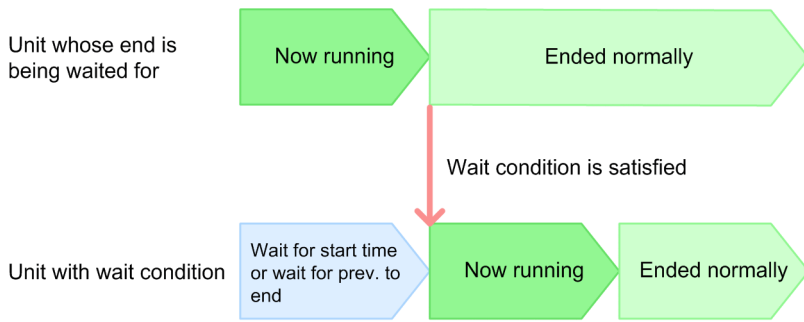 Unit whose end is
being waited for
Now running
Ended normally
Wait condition is satisfied
Unit with wait condition
Wait for start time
or wait for prev. to
end
Now running
Ended normally